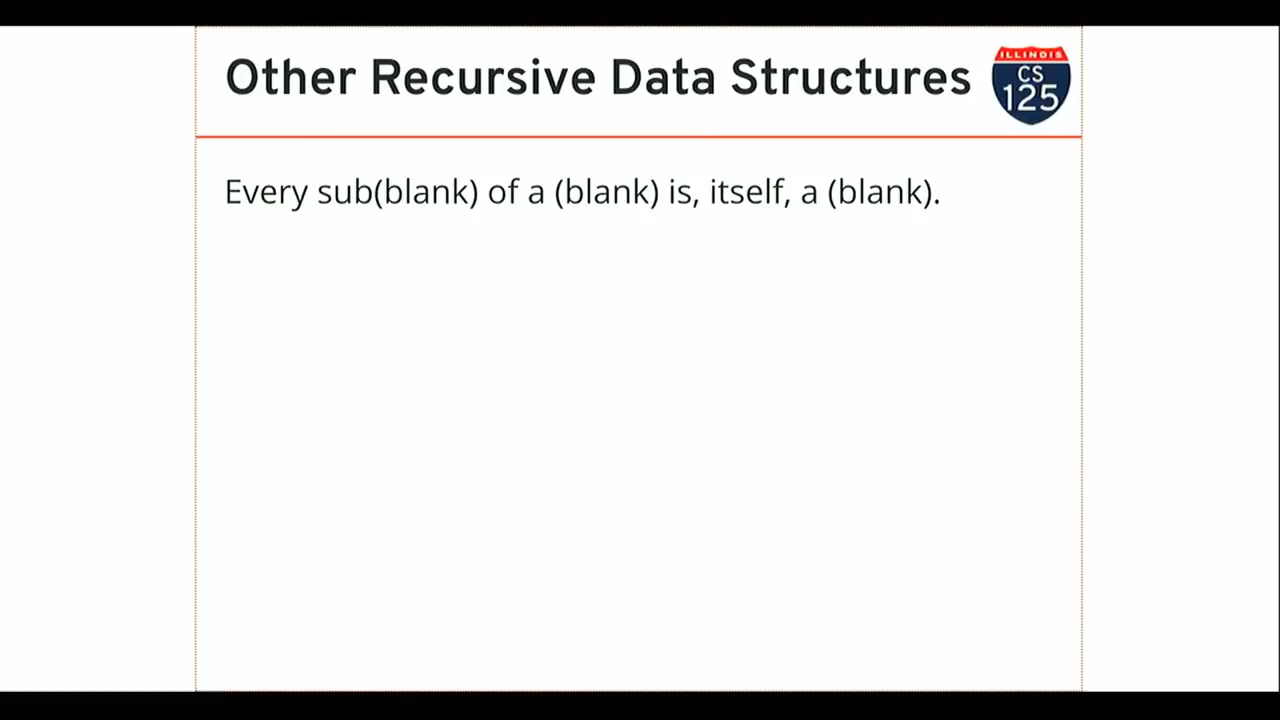 Other Recursive Data Structures
ILLINOIS
CS
125
Every sub(blank) of a (blank) is, itself, a (blank).